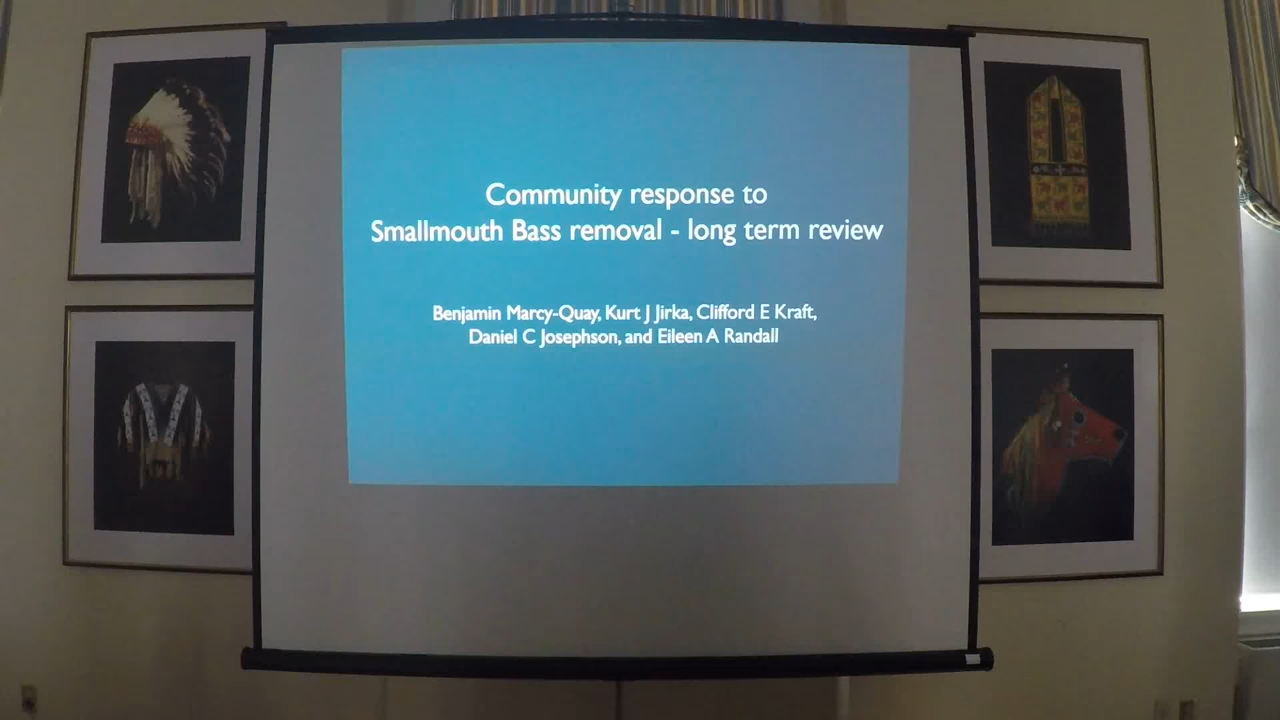 Community response to
Smallmouth Bass removal - long term review
Benjamin Marcy-Quay, Kurt J Jirka, Clifford E Kraft,
Daniel C Josephson, and Eileen A Randall